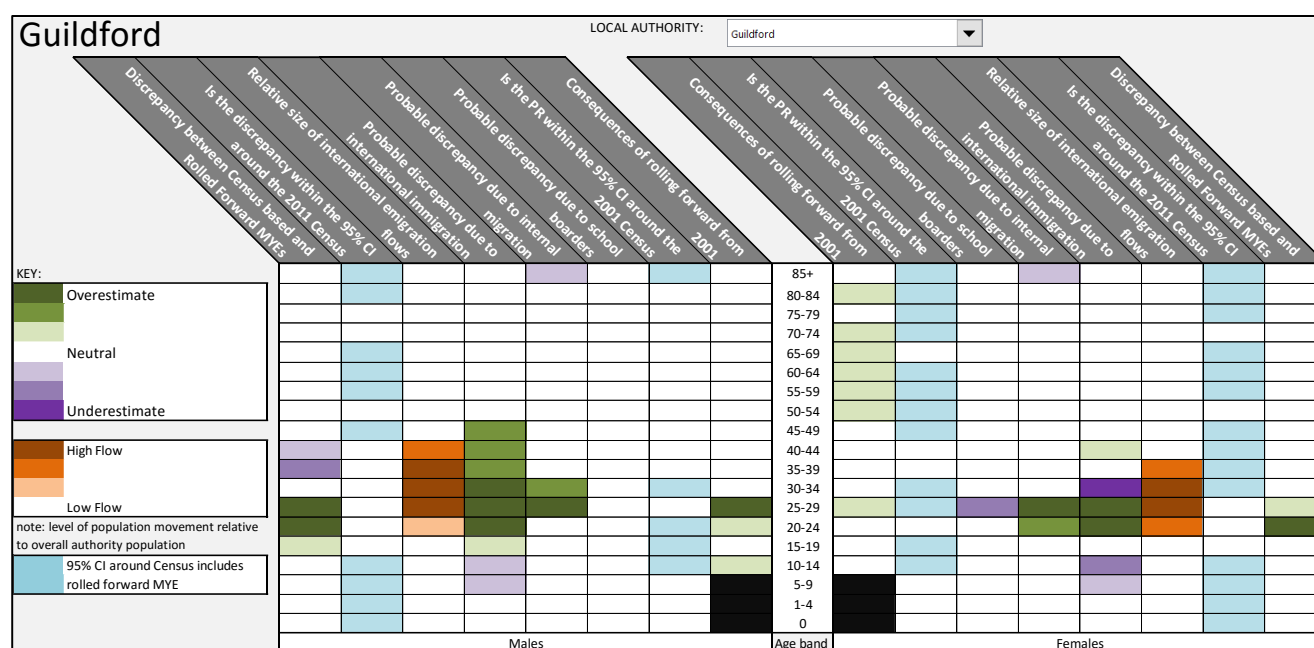 Guildford
LOCAL AUTHORITY:
Guildford
Discrepancy between Census based and
Rolled Forward MYEs
Is the discrepancy within the 95% CI
around the 2011 Census
Relative size of international emigration
flows
Probable discrepancy due to
international immigration
Probable discrepancy due to internal
migration
Probable discrepancy due to school
boarders
Is the PR within the 95% CI around the
2001 Census
Consequences of rolling forward from
2001
Consequences of rolling forward from
2001
Is the PR within the 95% CI around the
2001 Census
Probable discrepancy due to school
boarders
Probable discrepancy due to internal
migration
Probable discrepancy due to
international immigration
Relative size of international emigration
flows
Is the discrepancy within the 95% CI
around the 2011 Census
Discrepancy between Census based and
Rolled Forward MYEs
KEY:
Overestimate
Neutral
Underestimate
High Flow
Low Flow
note: level of population movement relative
to overall authority population
95% CI around Census includes
rolled forward MYE
85+
80-84
75-79
70-74
65-69
60-64
55-59
50-54
45-49
40-44
35-39
30-34
25-29
20-24
15-19
10-14
5-9
1-4
0
Males
Age band
Females